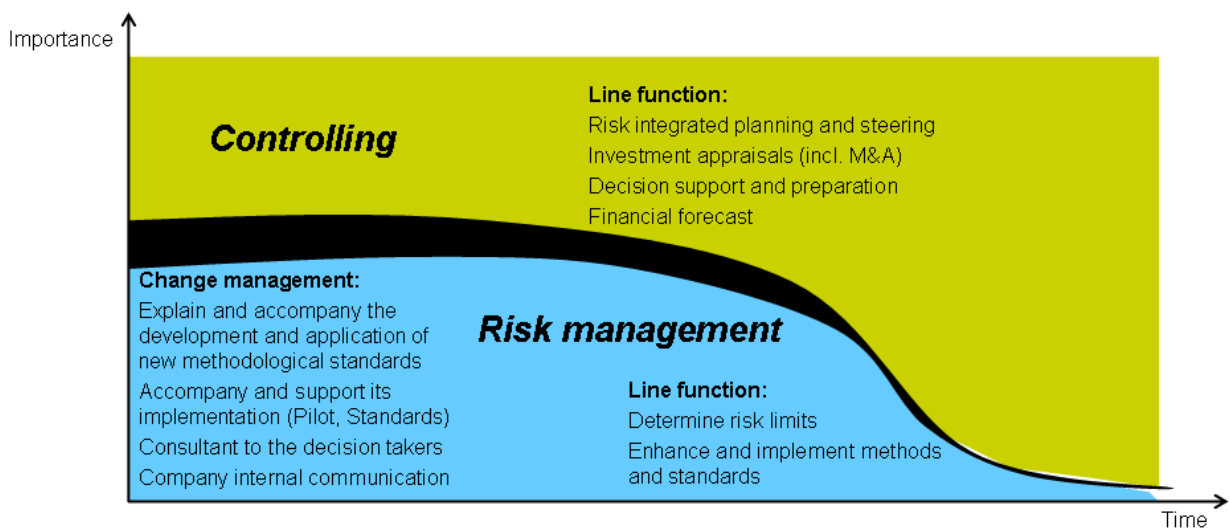 Importance
Controlling
Line function:
Risk integrated planning and steering
Investment appraisals (incl. M&A)
Decision support and preparation
Financial forecast
Change management:
Explain and accompany the
development and application of
new methodological standards
Accompany and support its
implementation (Pilot, Standards)
Consultant to the decision takers
Company internal communication
Risk management
Line function:
Determine risk limits
Enhance and implement methods
and standards
Time